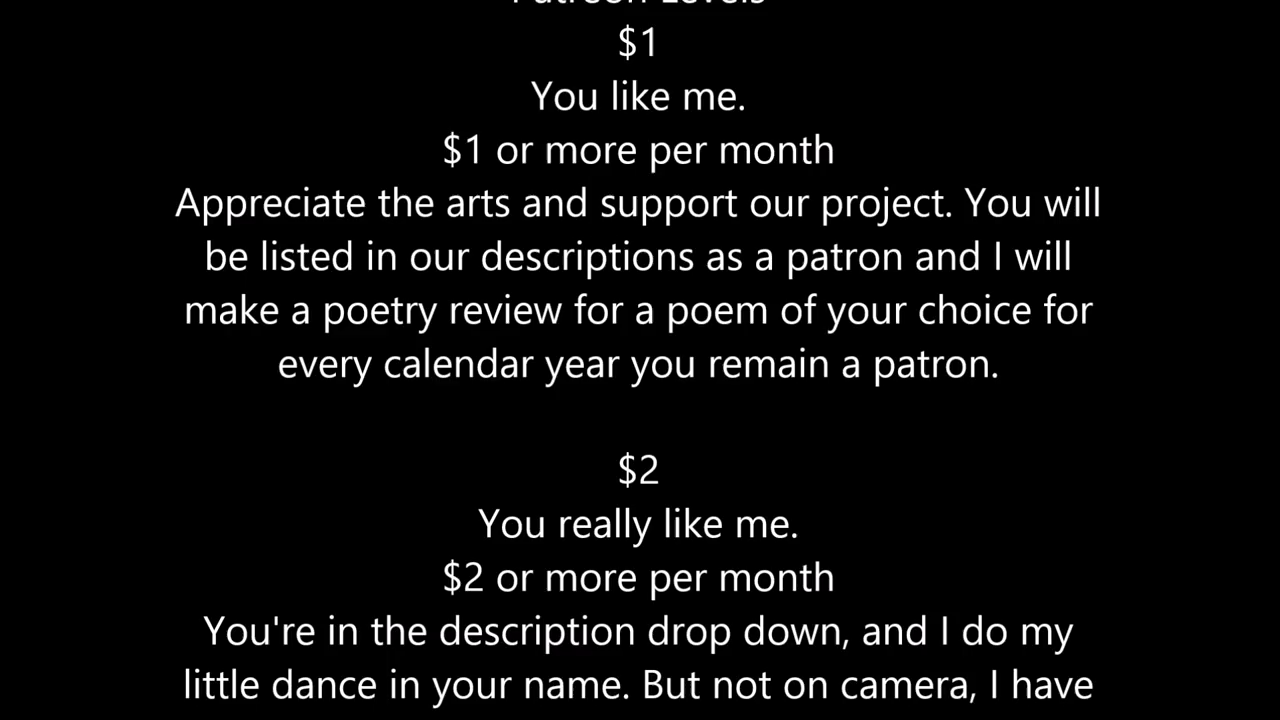 Patreon Levels
$1
You like me.
$1 or more per month
Appreciate the arts and support our project. You will
be listed in our descriptions as a patron and I will
make a poetry review for a poem of your choice for
every calendar year you remain a patron.
$2
You really like me.
$2 or more per month
You're in the description drop down, and I do my
little dance in your name. But not on camera, I have